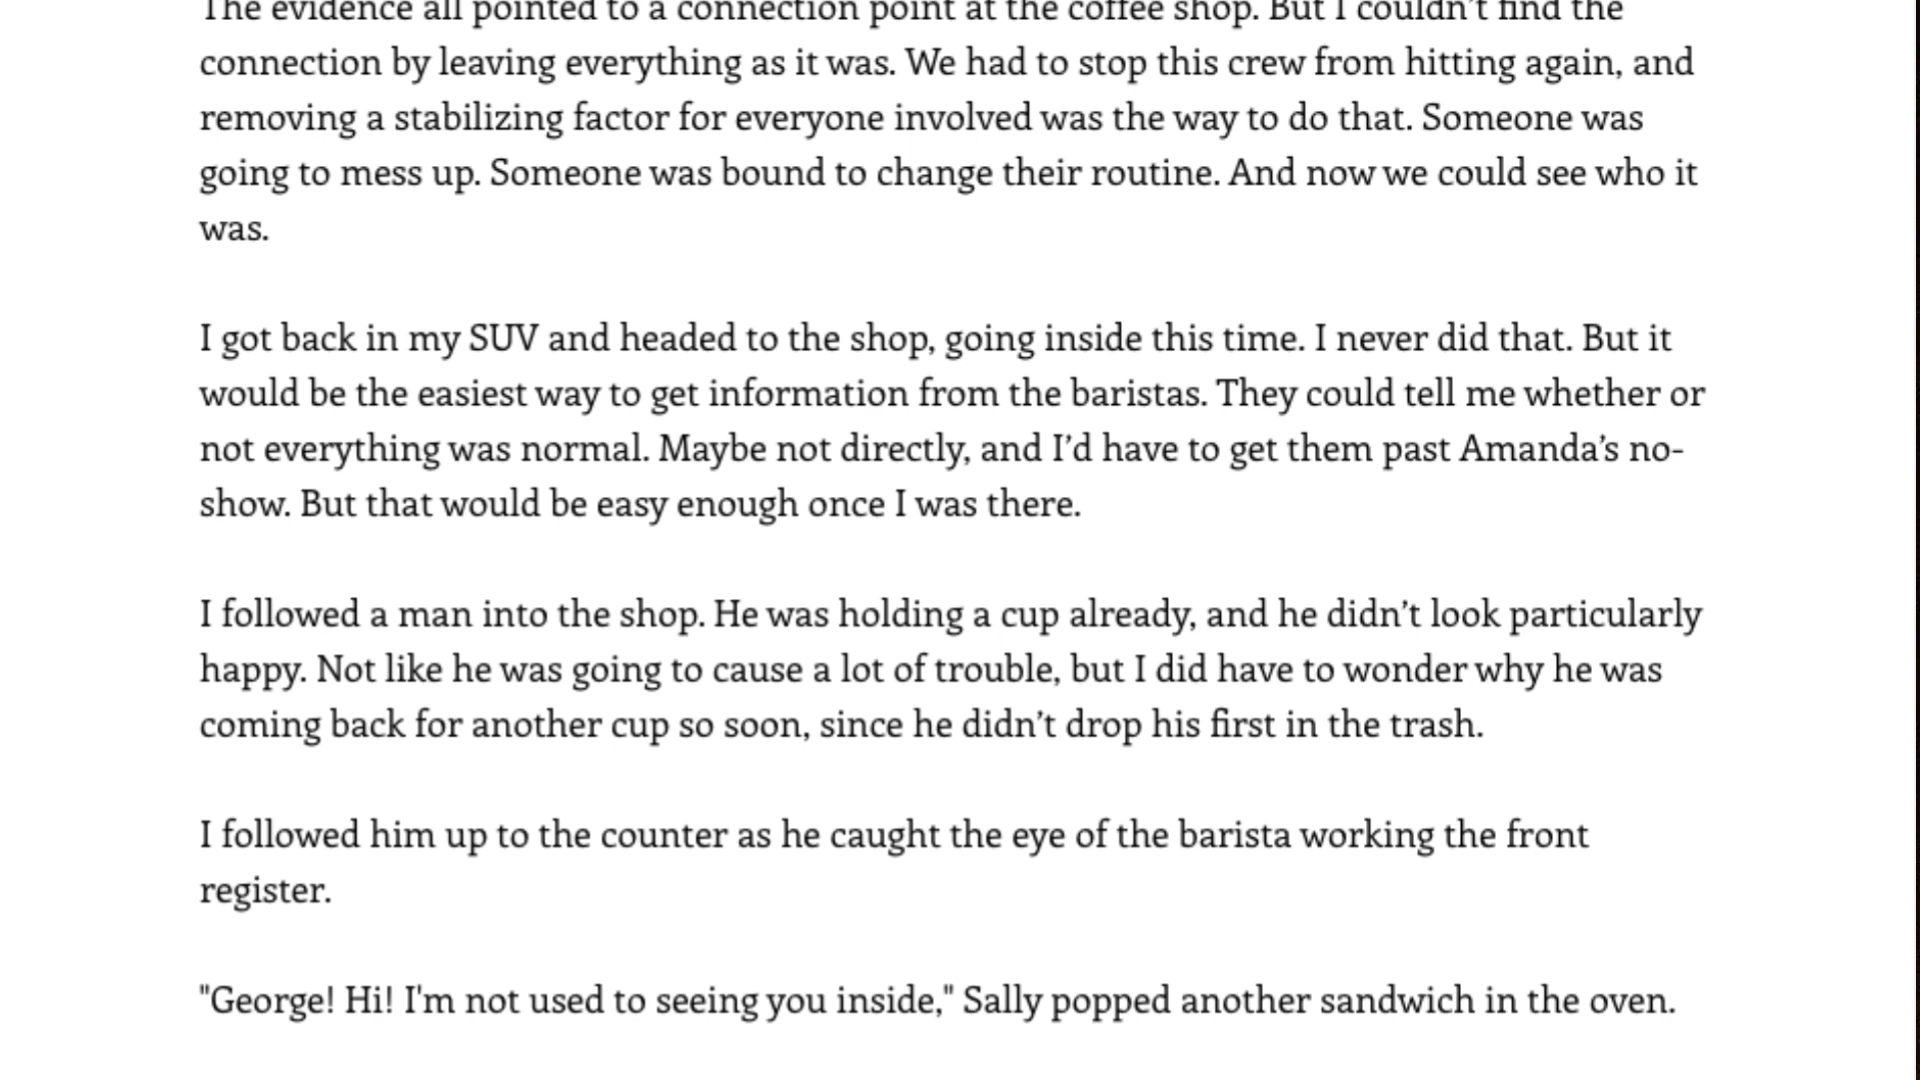 The evidence all pointed to a connection point at the coffee shop. But I couldn't find the
connection by leaving everything as it was. We had to stop this crew from hitting again, and
removing a stabilizing factor for everyone involved was the way to do that. Someone was
going to mess up. Someone was bound to change their routine. And now we could see who it
was.
I got back in my SUV and headed to the shop, going inside this time. I never did that. But it
would be the easiest way to get information from the baristas. They could tell me whether or
not everything was normal. Maybe not directly, and I’d have to get them past Amanda’s no-
show. But that would be easy enough once I was there.
I followed a man into the shop. He was holding a cup already, and he didn’t look particularly
happy. Not like he was going to cause a lot of trouble, but I did have to wonder why he was
coming back for another cup so soon, since he didn’t drop his first in the trash.
I followed him up to the counter as he caught the eye of the barista working the front
register.
"George! Hi! I'm not used to seeing you inside," Sally popped another sandwich in the oven.